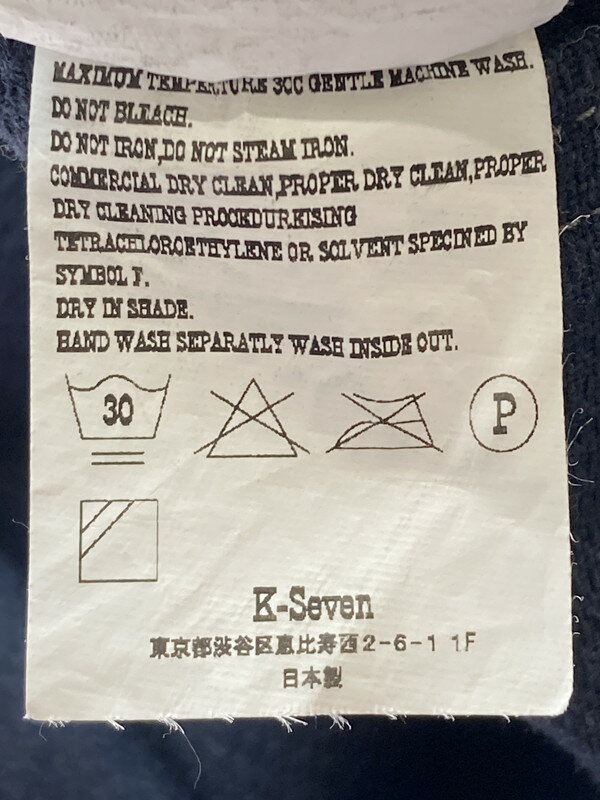 MAXIMUM TEMPERTURE 30C GENTLE MACHINE WASH.
DO NOT BLEACH.
DO NOT IRON,DO NOT STEAM IRON.
COMMERCIAL DRY CLEAN,PROPER DRY CLEAN,PROPER
DRY CLEANING PROCKDURKISING
TETRACHLOROETHYLENE OR SOLVENT SPECINED BY
SYMBOL F.
DRY IN SHADE.
HAND WASH SEPARATLY WASH INSIDE OUT.
30
P
K-Seven
東京都渋谷区恵比寿西2-6-1 1F
日本製